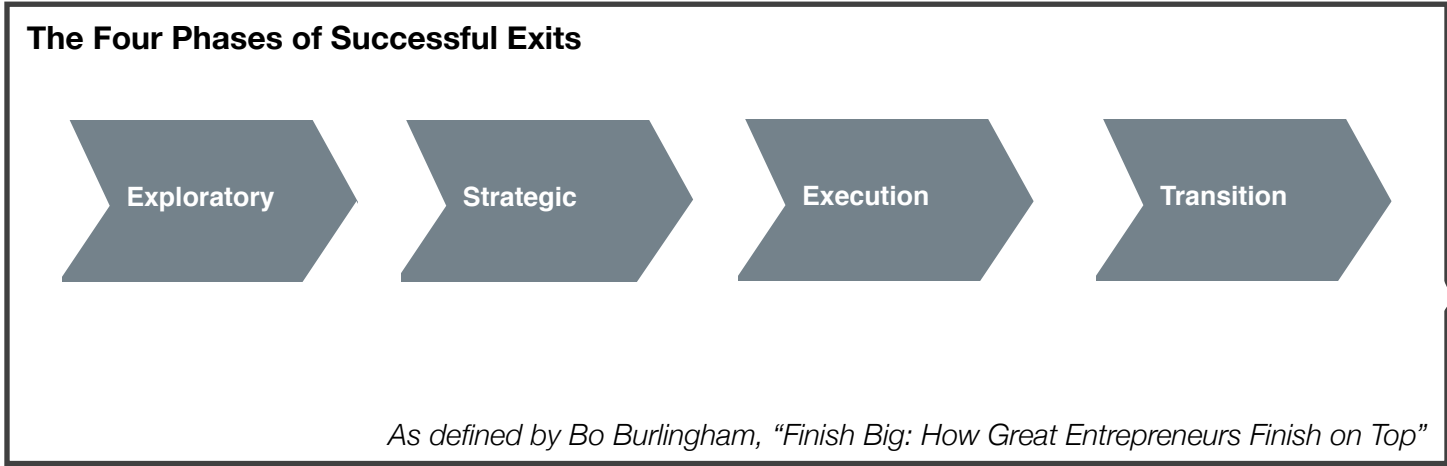 The Four Phases of Successful Exits
Exploratory
Strategic
Execution
Transition
As defined by Bo Burlingham, “Finish Big: How Great Entrepreneurs Finish on Top”